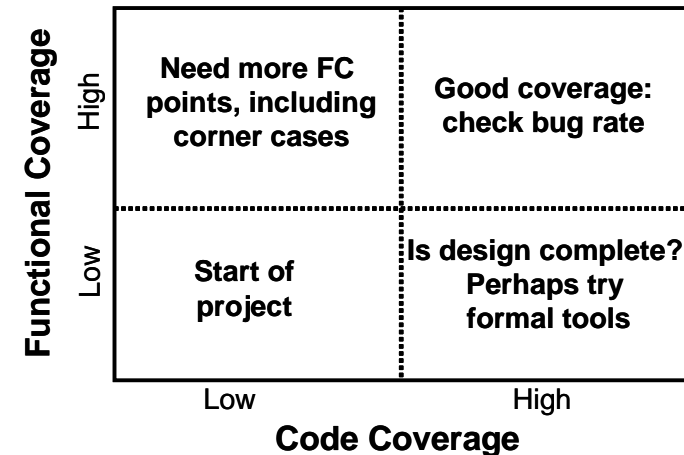 Functional Coverage
High
Low
Need more FC
points, including
corner cases
Good coverage:
check bug rate
Start of
project
Is design complete?
Perhaps try
formal tools
Low
High
Code Coverage